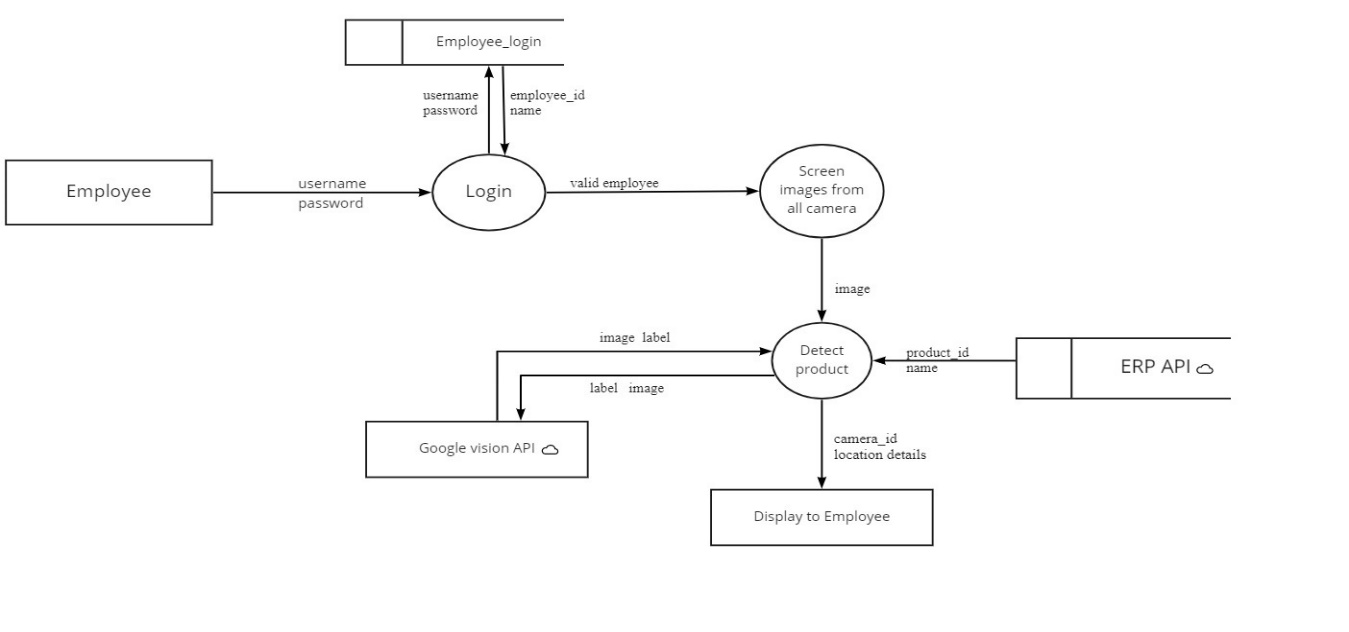 Employee_login
username
password
employee_id
name
Employee
username
password
Login
valid employee
Screen
images from
all camera
image
image label
Detect
product
product_id
name
ERP API
label image
Google vision API
camera_id
location details
Display to Employee